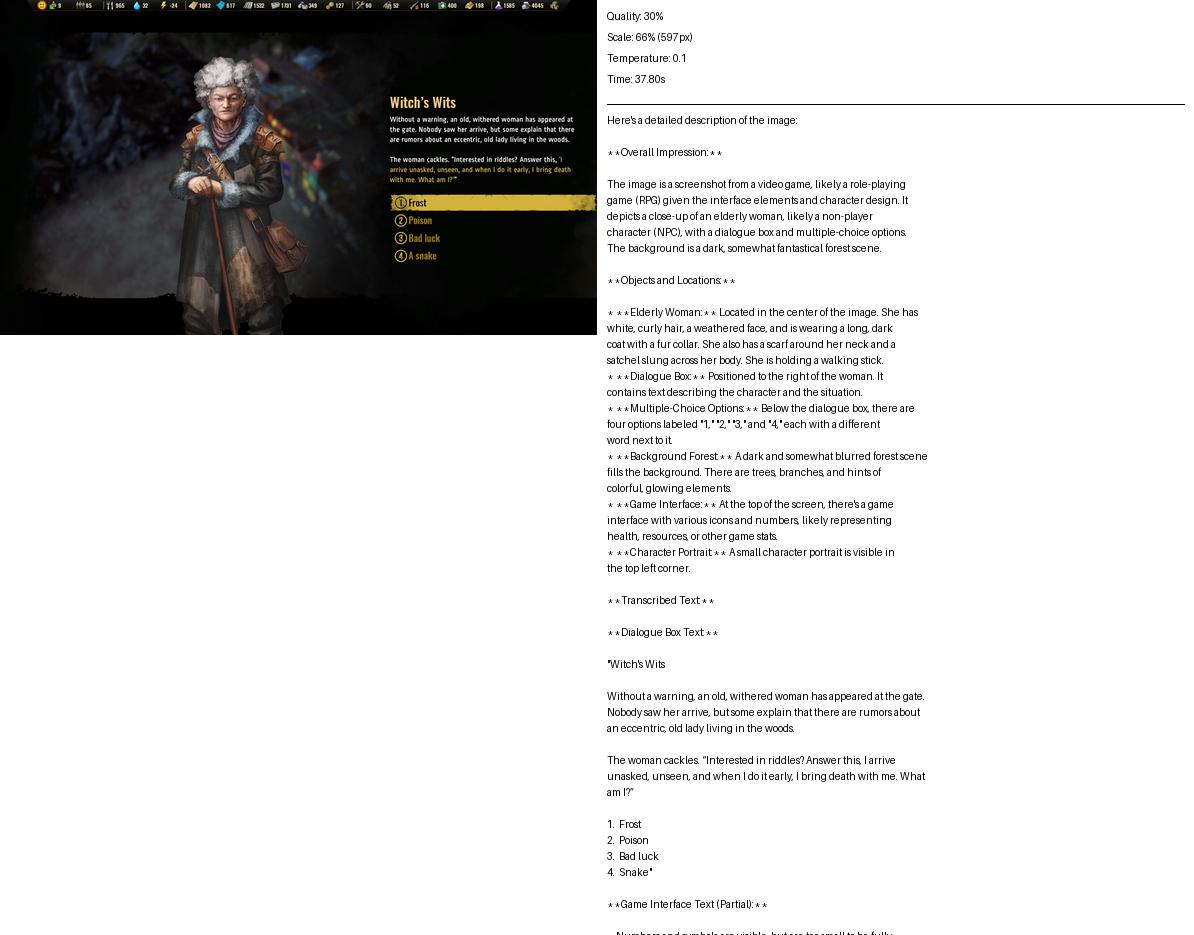 9 85 965 32 -24 1082 617 1532 1731 349 127 60 52 116 400 198 1585 4045
Witch's Wits
Without a warning, an old, withered woman has appeared at
the gate. Nobody saw her arrive, but some explain that there
are rumors about an eccentric, old lady living in the woods.
The woman cackles. "Interested in riddles? Answer this, 'I
arrive unasked, unseen, and when I do it early, I bring death
with me. What am I?'"
1 Frost
2 Poison
3 Bad luck
4 A snake
Quality: 30%
Scale: 66% (597px)
Temperature: 0.1
Time: 37.80s
Here's a detailed description of the image:
**Overall Impression:**
The image is a screenshot from a video game, likely a role-playing
game (RPG) given the interface elements and character design. It
depicts a close-up of an elderly woman, likely a non-player
character (NPC), with a dialogue box and multiple-choice options.
The background is a dark, somewhat fantastical forest scene.
**Objects and Locations:**
* **Elderly Woman:** Located in the center of the image. She has
white, curly hair, a weathered face, and is wearing a long, dark
coat with a fur collar. She also has a scarf around her neck and a
satchel slung across her body. She is holding a walking stick.
* **Dialogue Box:** Positioned to the right of the woman. It
contains text describing the character and the situation.
* **Multiple-Choice Options:** Below the dialogue box, there are
four options labeled "1," "2," "3," and "4," each with a different
word next to it.
* **Background Forest:** A dark and somewhat blurred forest scene
fills the background. There are trees, branches, and hints of
colorful, glowing elements.
* **Game Interface:** At the top of the screen, there's a game
interface with various icons and numbers, likely representing
health, resources, or other game stats.
* **Character Portrait:** A small character portrait is visible in
the top left corner.
**Transcribed Text:**
**Dialogue Box Text:**
"Witch's Wits
Without a warning, an old, withered woman has appeared at the gate.
Nobody saw her arrive, but some explain that there are rumors about
an eccentric, old lady living in the woods.
The woman cackles. "Interested in riddles? Answer this, I arrive
unasked, unseen, and when I do it early, I bring death with me. What
am I?"
1. Frost
2. Poison
3. Bad luck
4. Snake"
**Game Interface Text (Partial):**